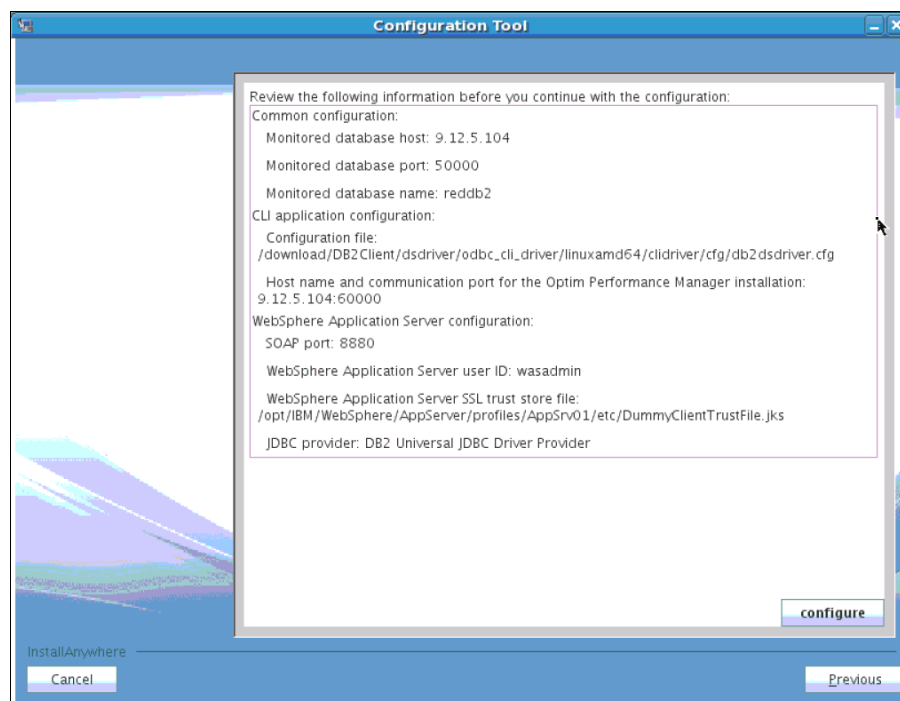 Configuration Tool
Review the following information before you continue with the configuration:
Common configuration:
Monitored database host: 9.12.5.104
Monitored database port: 50000
Monitored database name: reddb2
CLI application configuration:
Configuration file:
/download/DB2Client/dsdriver/odbc_cli_driver/linuxamd64/clidriver/cfg/db2dsdriver.cfg
Host name and communication port for the Optim Performance Manager installation:
9.12.5.104:60000
WebSphere Application Server configuration:
SOAP port: 8880
WebSphere Application Server user ID: wasadmin
WebSphere Application Server SSL trust store file:
/opt/IBM/WebSphere/AppServer/profiles/AppSrv01/etc/DummyClientTrustFile.jks
JDBC provider: DB2 Universal JDBC Driver Provider
configure
InstallAnywhere
Cancel
Previous